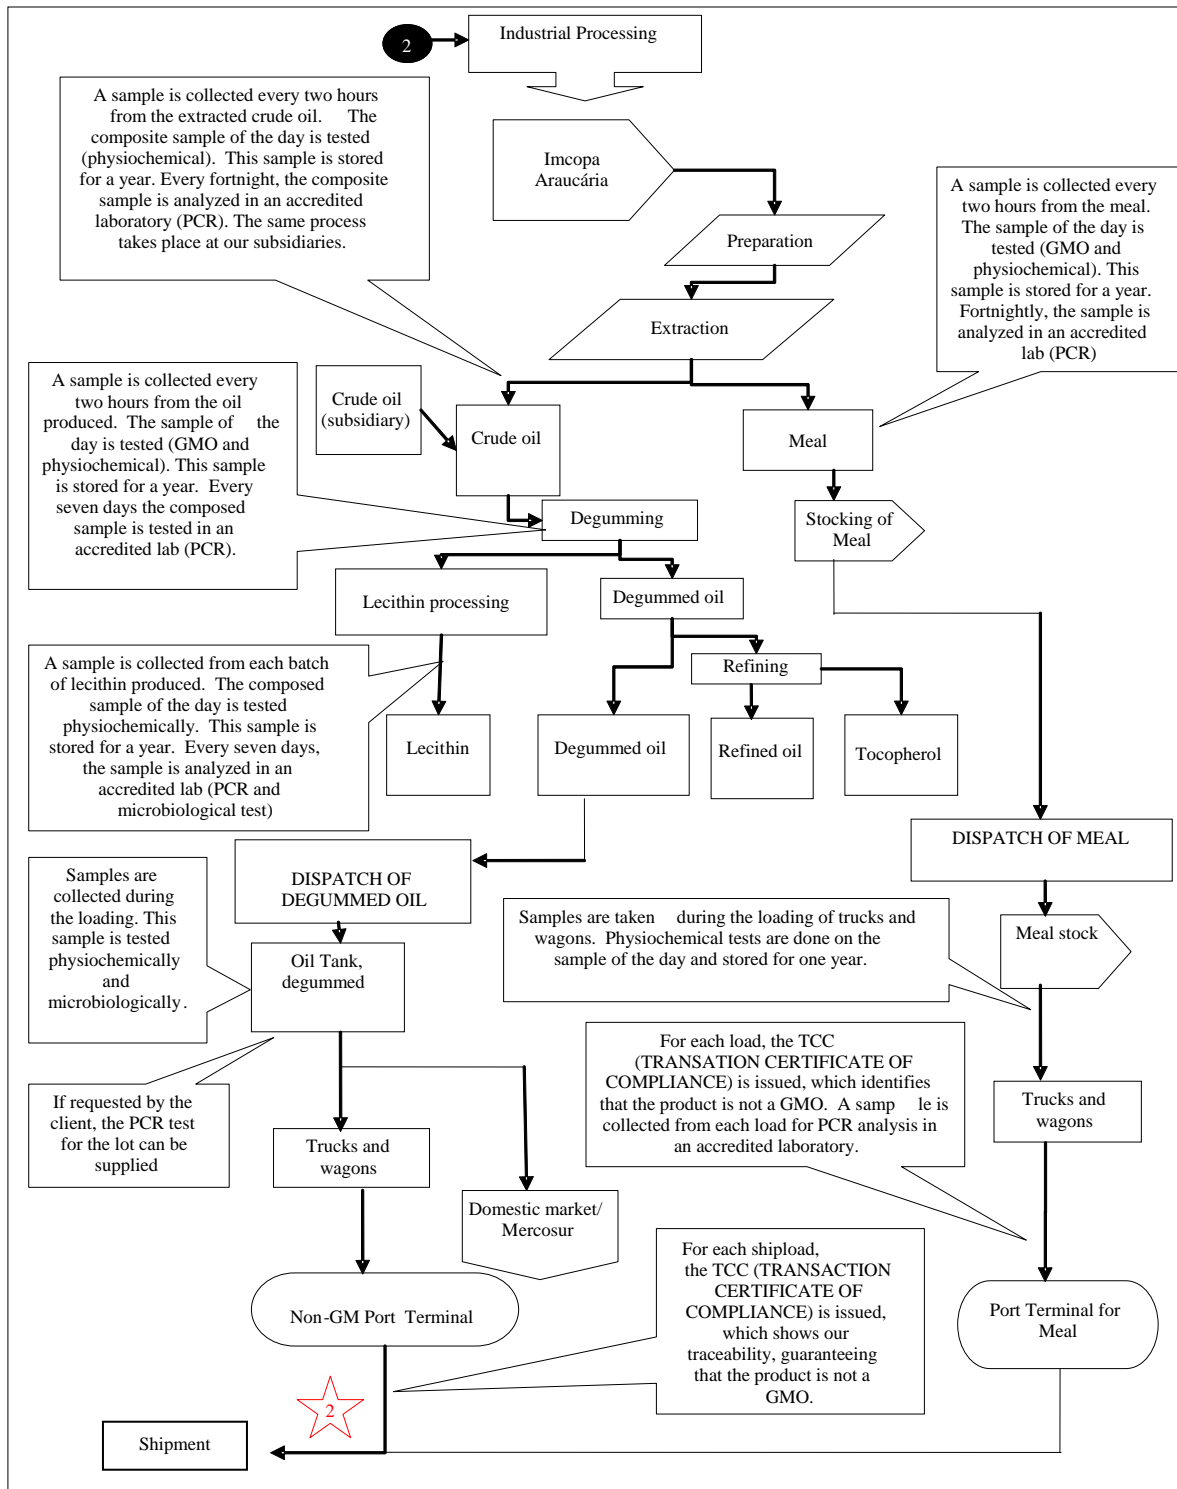 2
Industrial Processing
A sample is collected every two hours
from the extracted crude oil. The
composite sample of the day is tested
(physiochemical). This sample is stored
for a year. Every fortnight, the composite
sample is analyzed in an accredited
laboratory (PCR). The same process
takes place at our subsidiaries.
Imcopa
Araucária
A sample is collected every
two hours from the meal.
The sample of the day is
tested (GMO and
physiochemical). This
sample is stored for a year.
Fortnightly, the sample is
analyzed in an accredited
lab (PCR)
Preparation
Extraction
A sample is collected every
two hours from the oil
produced. The sample of the
day is tested (GMO and
physiochemical). This sample
is stored for a year. Every
seven days the composed
sample is tested in an
accredited lab (PCR).
Crude oil
(subsidiary)
Crude oil
Meal
Degumming
Stocking of
Meal
Lecithin processing
Degummed oil
A sample is collected from each batch
of lecithin produced. The composed
sample of the day is tested
physiochemically. This sample is
stored for a year. Every seven days,
the sample is analyzed in an
accredited lab (PCR and
microbiological test)
Refining
Lecithin
Degummed oil
Refined oil
Tocopherol
DISPATCH OF MEAL
DISPATCH OF
DEGUMMED OIL
Samples are
collected during
the loading. This
sample is tested
physiochemically
and
microbiologically.
Samples are taken during the loading of trucks and
wagons. Physiochemical tests are done on the
sample of the day and stored for one year.
Meal stock
Oil Tank,
degummed
For each load, the TCC
(TRANSATION CERTIFICATE OF
COMPLIANCE) is issued, which identifies
that the product is not a GMO. A samp le is
collected from each load for PCR analysis in
an accredited laboratory.
If requested by the
client, the PCR test
for the lot can be
supplied
Trucks and
wagons
Trucks and
wagons
Domestic market/
Mercosur
For each shipload,
the TCC (TRANSACTION
CERTIFICATE OF
COMPLIANCE) is issued,
which shows our
traceability, guaranteeing
that the product is not a
GMO.
Non-GM Port Terminal
Port Terminal for
Meal
2
Shipment